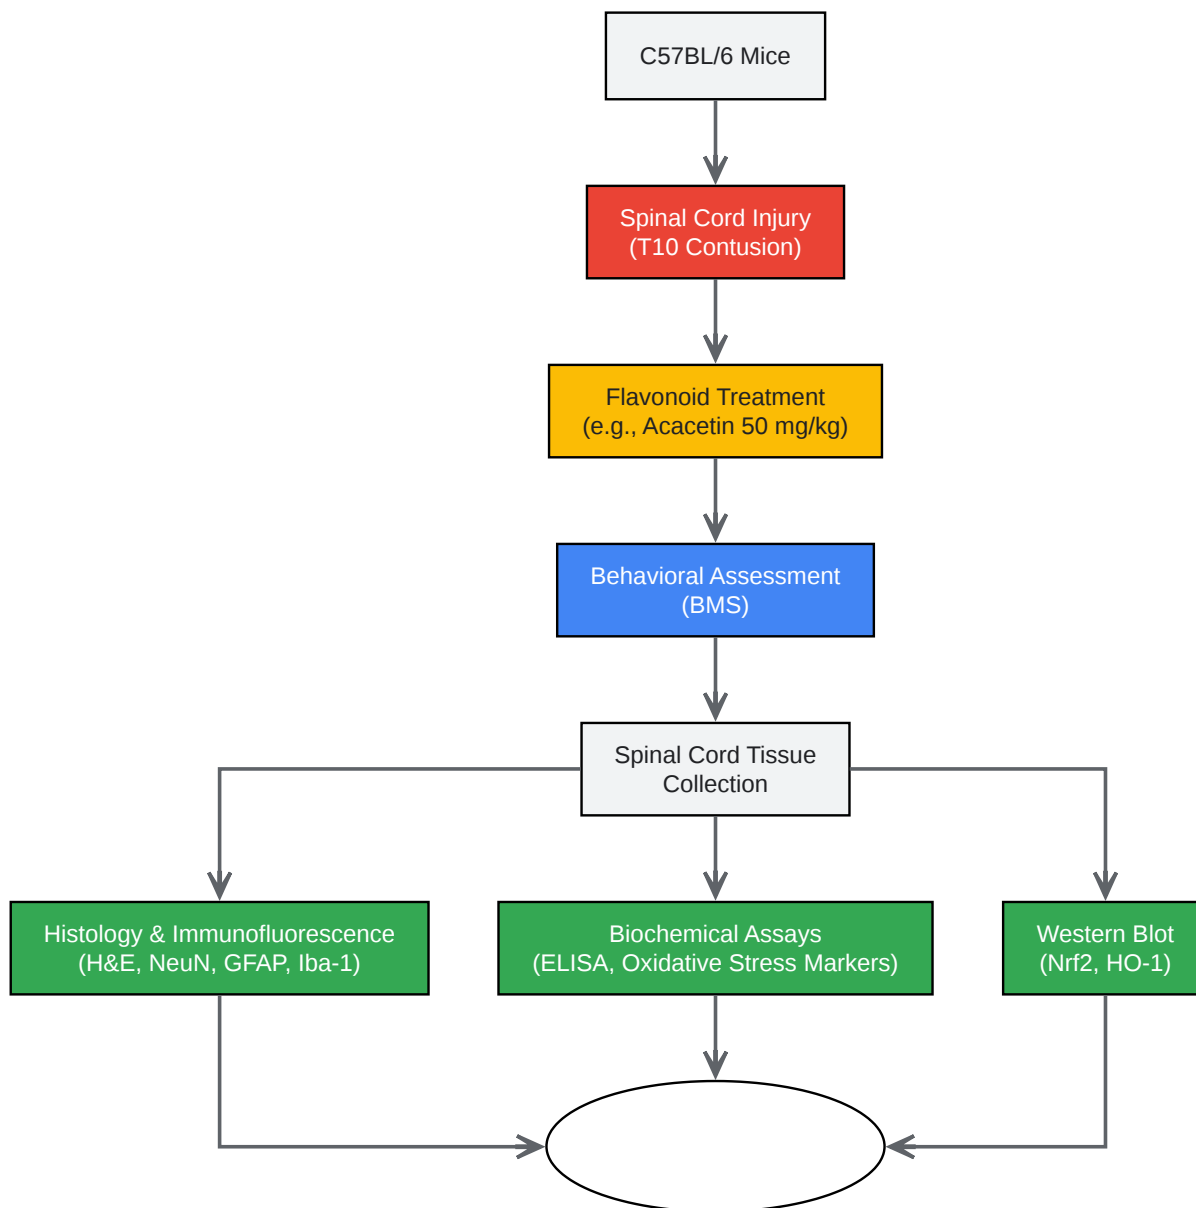 C57BL/6 Mice
Spinal Cord Injury
(T10 Contusion)
Flavonoid Treatment
(e.g., Acacetin 50 mg/kg)
Behavioral Assessment
(BMS)
Spinal Cord Tissue
Collection
Histology & Immunofluorescence
(H&E, NeuN, GFAP, Iba-1)
Biochemical Assays
(ELISA, Oxidative Stress Markers)
Western Blot
(Nrf2, HO-1)